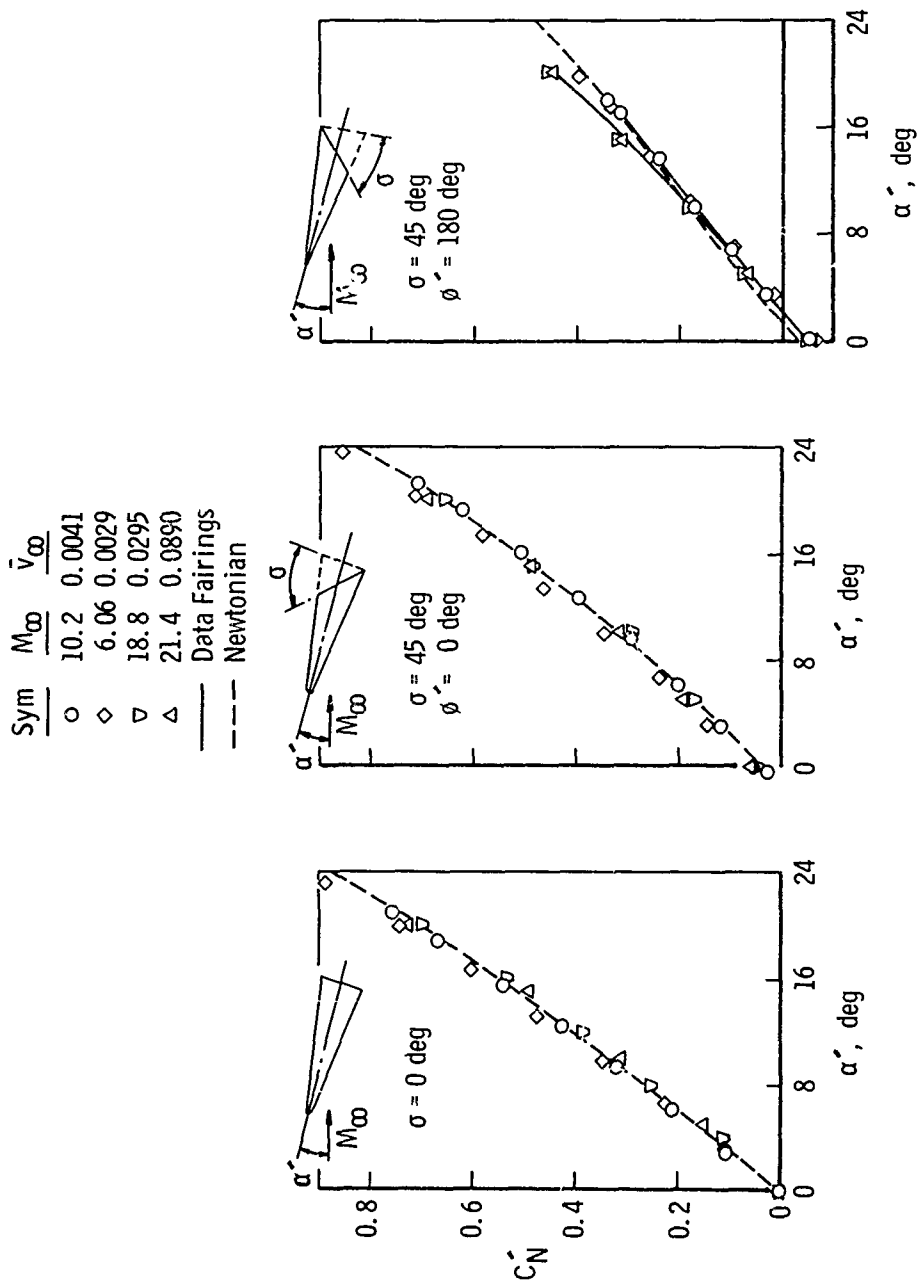 Sym M∞ v̄∞
○ 10.2 0.0041
◇ 6.06 0.0029
▽ 18.8 0.0295
△ 21.4 0.0890
Data Fairings
Newtonian
C′N
0.8
0.6
0.4
0.2
0
α′
M∞
σ = 0 deg
0 8 16 24
α′, deg
α′
M∞
σ
σ = 45 deg
ø′ = 0 deg
0 8 16 24
α′, deg
α′
M∞
σ
σ = 45 deg
ø′ = 180 deg
0 8 16 24
α′, deg